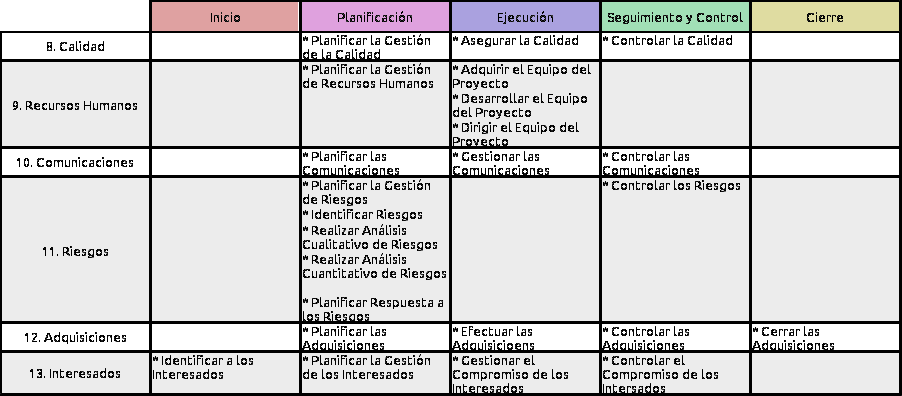 Inicio Planificación Ejecución Seguimiento y Control Cierre
8. Calidad
* Planificar la Gestión
de la Calidad
* Asegurar la Calidad
* Controlar la Calidad
9. Recursos Humanos
* Planificar la Gestión
de Recursos Humanos
* Adquirir el Equipo del
Proyecto
* Desarrollar el Equipo
del Proyecto
* Dirigir el Equipo del
Proyecto
10. Comunicaciones
* Planificar las
Comunicaciones
* Gestionar las
Comunicaciones
* Controlar las
Comunicaciones
11. Riesgos
* Planificar la Gestión
de Riesgos
* Identificar Riesgos
* Realizar Análisis
Cualitativo de Riesgos
* Realizar Análisis
Cuantitativo de Riesgos
* Planificar Respuesta a
los Riesgos
* Controlar los Riesgos
12. Adquisiciones
* Planificar las
Adquisiciones
* Efectuar las
Adquisicioens
* Controlar las
Adquisiciones
* Cerrar las
Adquisiciones
13. Interesados
* Identificar a los
Interesados
* Planificar la Gestión
de los Interesados
* Gestionar el
Compromiso de los
Interesados
* Controlar el
Compromiso de los
Intersados